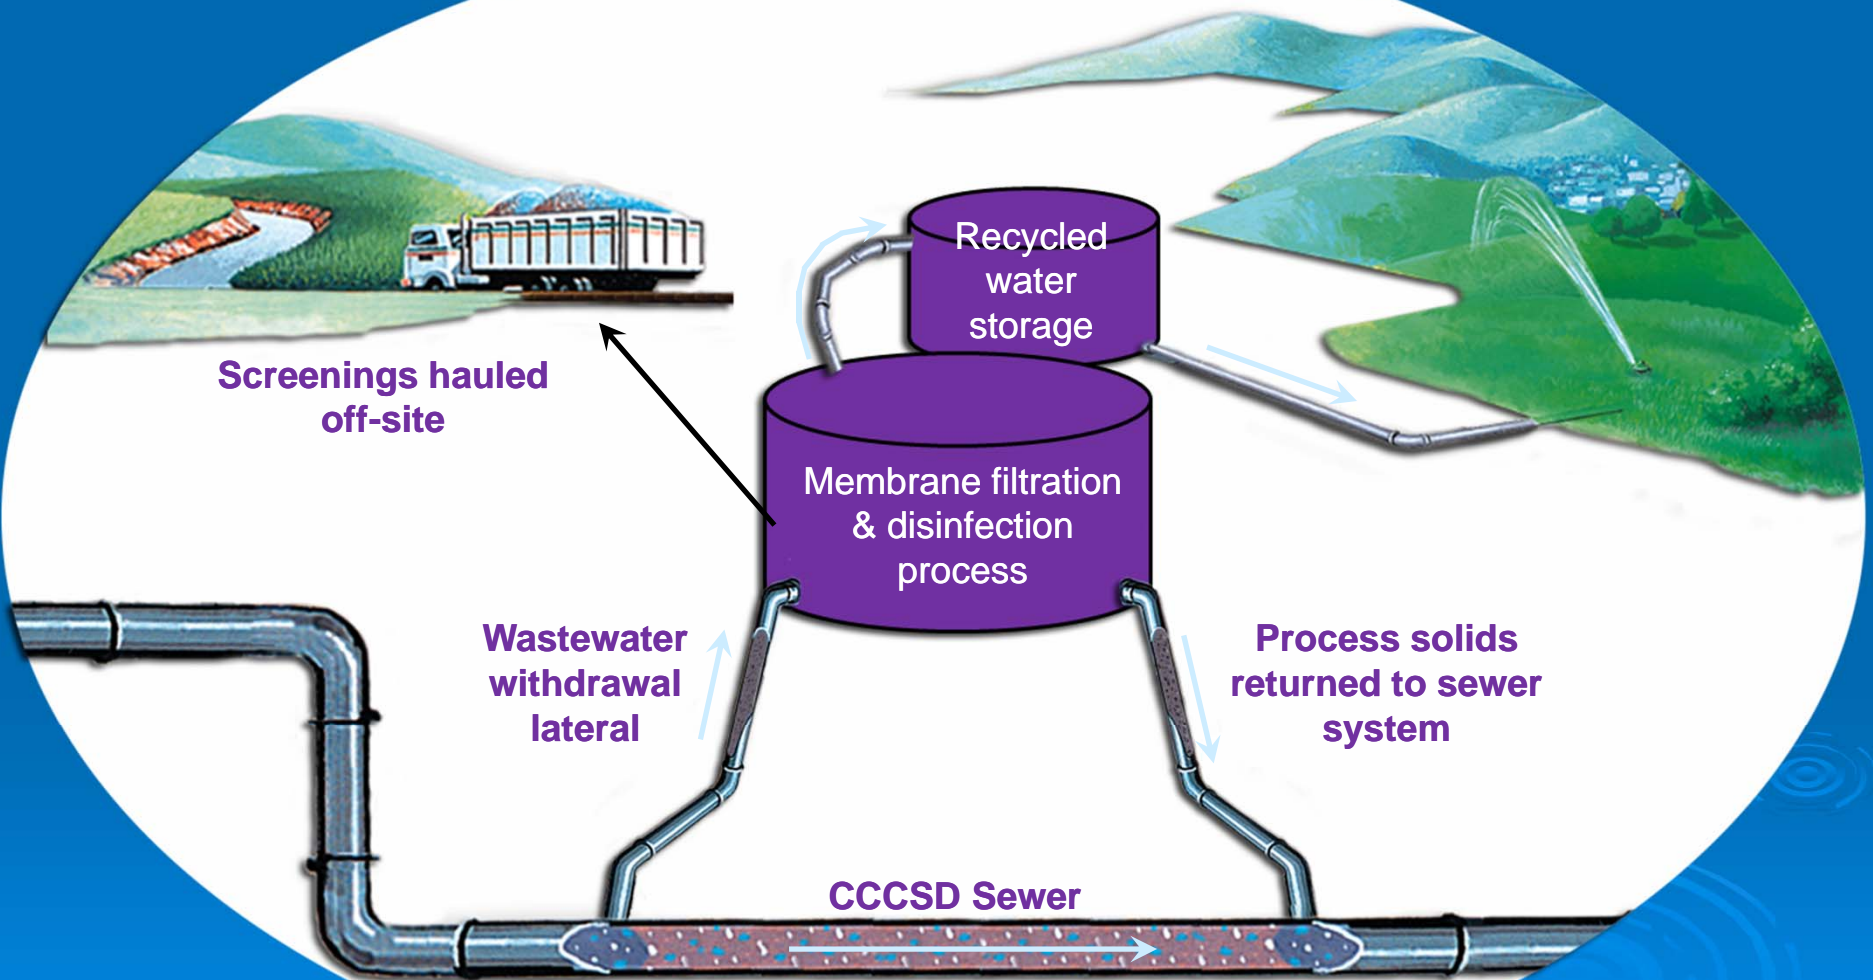 Recycled
water
storage
Screenings hauled
off-site
Membrane filtration
& disinfection
process
Wastewater
withdrawal
lateral
Process solids
returned to sewer
system
CCCSD Sewer